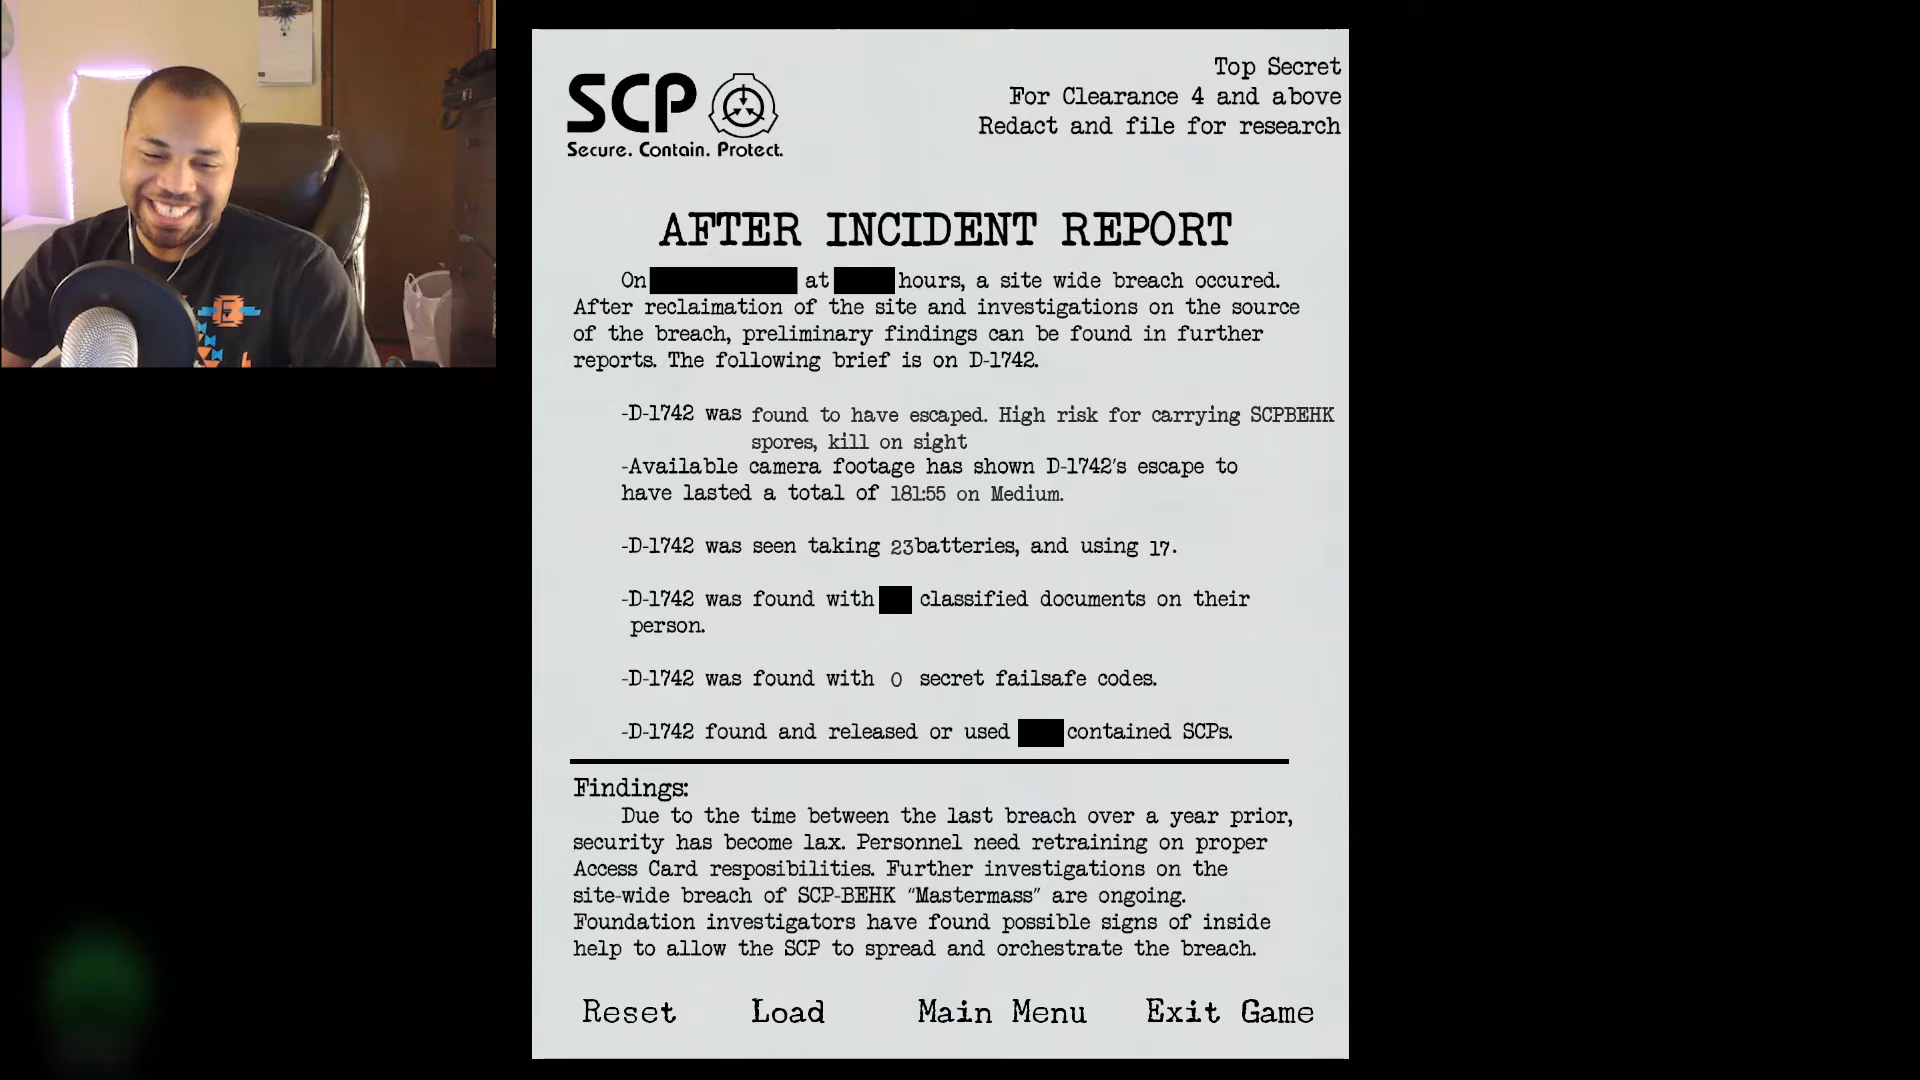 SCP
Secure. Contain. Protect.
Top Secret
For Clearance 4 and above
Redact and file for research
AFTER INCIDENT REPORT
On at hours, a site wide breach occured.
After reclaimation of the site and investigations on the source
of the breach, preliminary findings can be found in further
reports. The following brief is on D-1742.
-D-1742 was found to have escaped. High risk for carrying SCPBEHK
spores, kill on sight
-Available camera footage has shown D-1742's escape to
have lasted a total of 181:55 on Medium.
-D-1742 was seen taking 23batteries, and using 17.
-D-1742 was found with classified documents on their
person.
-D-1742 was found with 0 secret failsafe codes.
-D-1742 found and released or used contained SCPs.
Findings:
Due to the time between the last breach over a year prior,
security has become lax. Personnel need retraining on proper
Access Card resposibilities. Further investigations on the
site-wide breach of SCP-BEHK "Mastermass" are ongoing.
Foundation investigators have found possible signs of inside
help to allow the SCP to spread and orchestrate the breach.
Reset Load Main Menu Exit Game